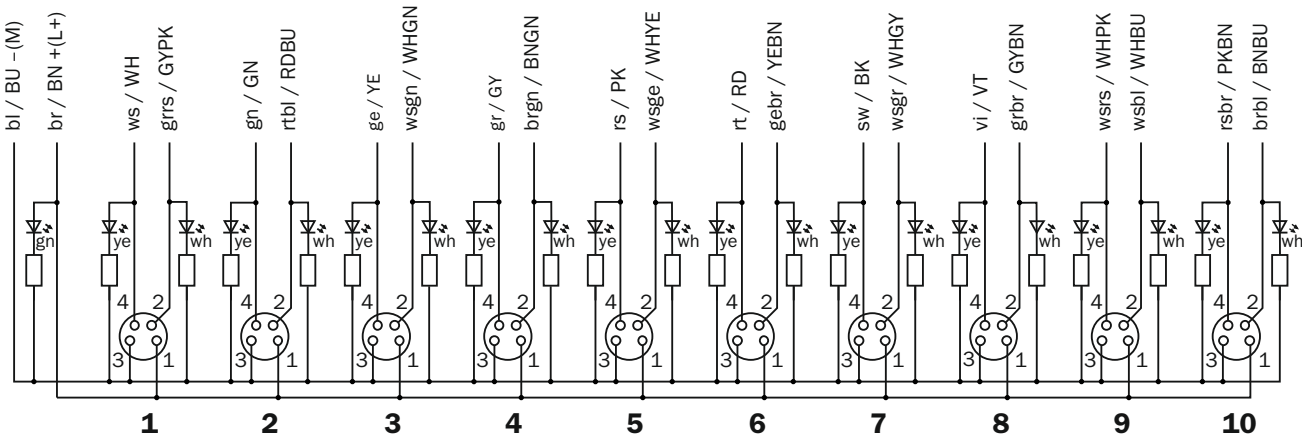 bl / BU –(M)
br / BN +(L+)
ws / WH
grrs / GYPK
gn / GN
rtbl / RDBU
ge / YE
wsgn / WHGN
gr / GY
brgn / BNGN
rs / PK
wsge / WHYE
rt / RD
gebr / YEBN
sw / BK
wsgr / WHGY
vi / VT
grbr / GYBN
wsrs / WHPK
wsbl / WHBU
rsbr / PKBN
brbl / BNBU
gn ye wh ye wh ye wh ye wh ye wh ye wh ye wh ye wh ye wh ye wh
4 2 4 2 4 2 4 2 4 2 4 2 4 2 4 2 4 2 4 2
3 1 3 1 3 1 3 1 3 1 3 1 3 1 3 1 3 1 3 1
1 2 3 4 5 6 7 8 9 10